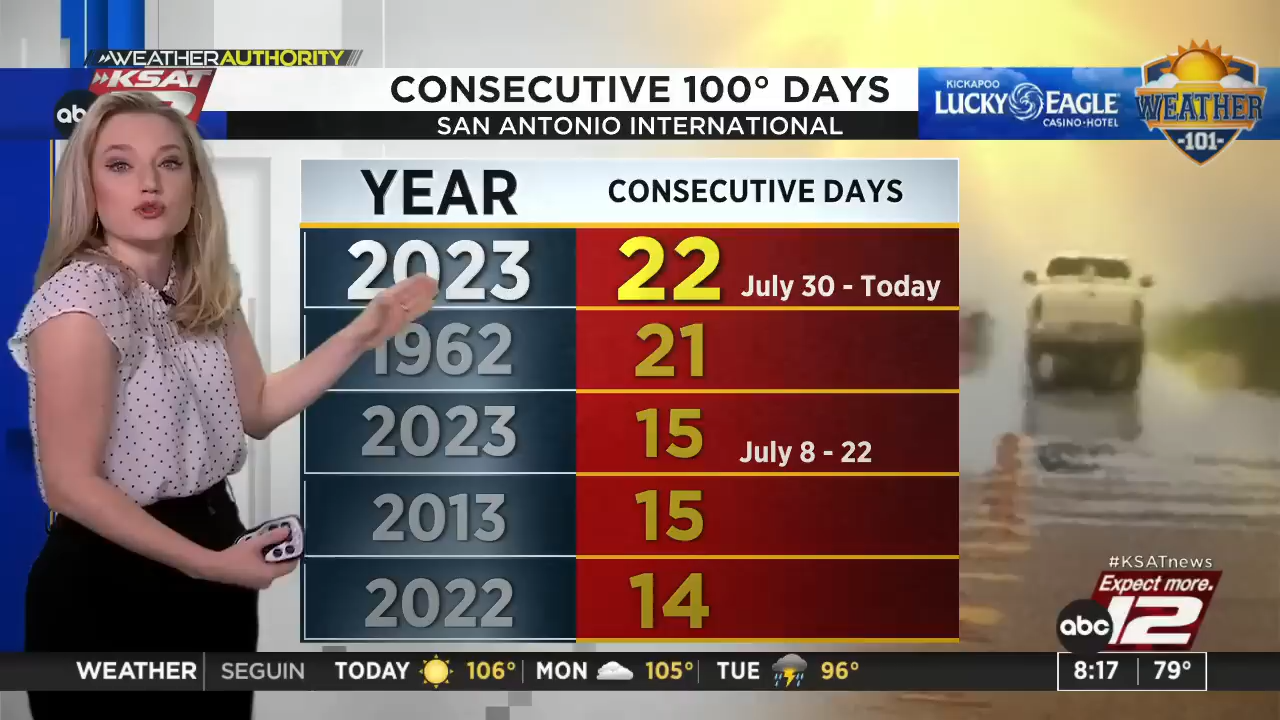 WEATHERAUTHORITY
KSAT
abc
CONSECUTIVE 100° DAYS
SAN ANTONIO INTERNATIONAL
KICKAPOO
LUCKY EAGLE
CASINO·HOTEL
WEATHER
-101-
YEAR CONSECUTIVE DAYS
2023 22 July 30 - Today
1962 21
2023 15 July 8 - 22
2013 15
2022 14
#KSATnews
Expect more.
abc 12
WEATHER SEGUIN TODAY 106° MON 105° TUE 96° 8:17 79°